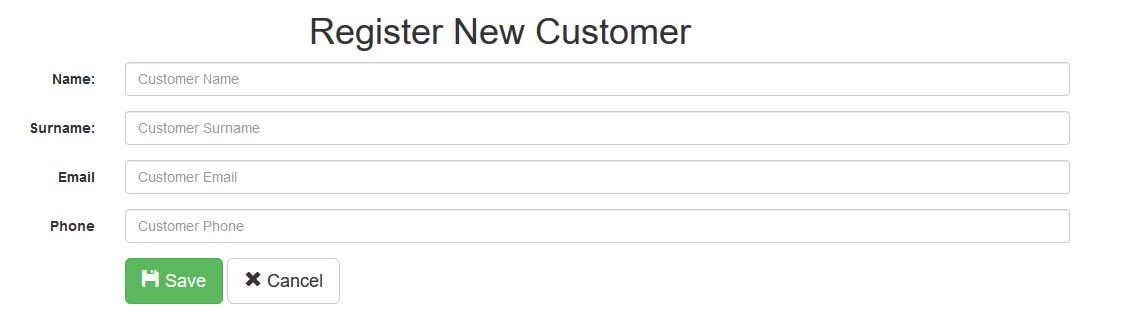 Register New Customer
Name: Customer Name
Surname: Customer Surname
Email Customer Email
Phone Customer Phone
Save Cancel